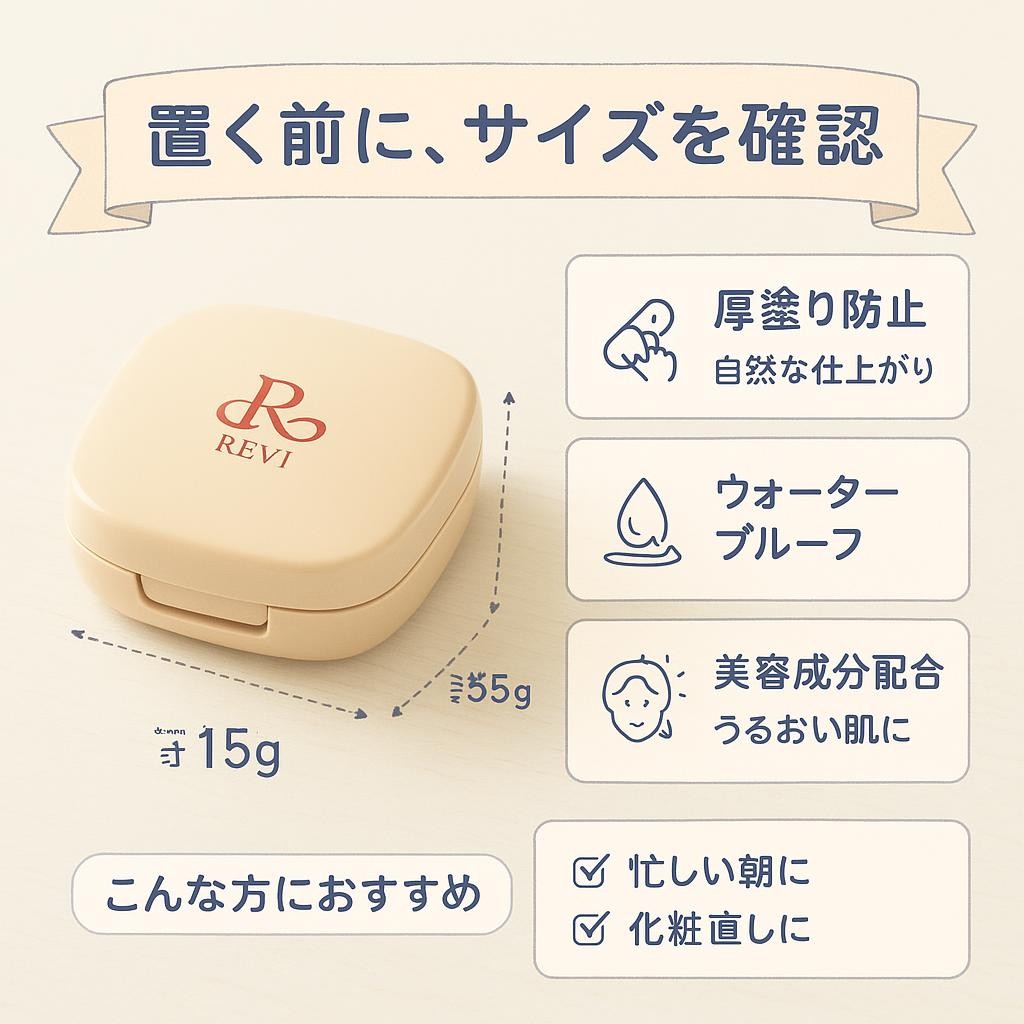 置く前に、サイズを確認
R
REVI
厚塗り防止
自然な仕上がり
ウォーター
プルーフ
美容成分配合
うるおい肌に
55g
15g
こんな方におすすめ
忙しい朝に
化粧直しに